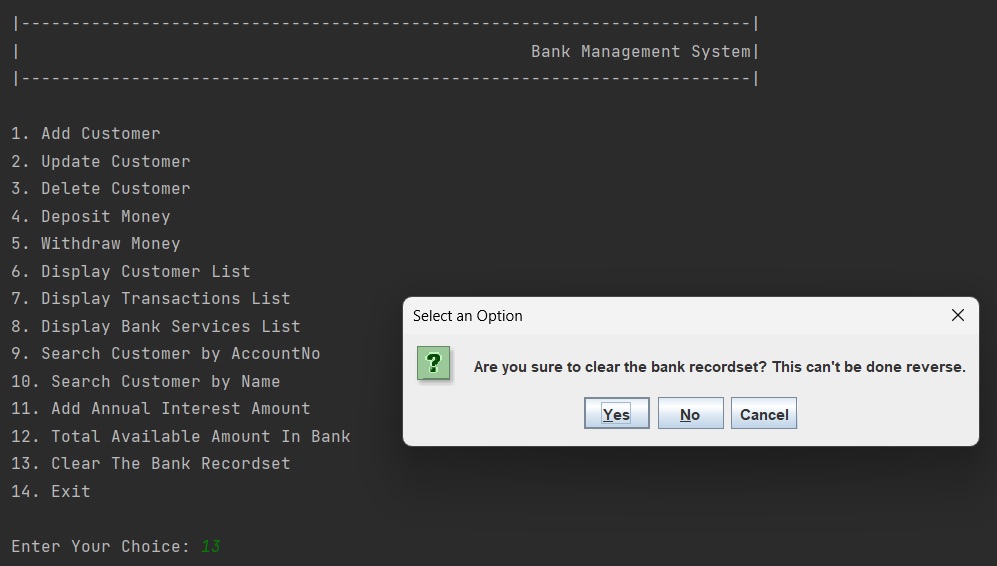 |-------------------------------------------------------------------------|
| Bank Management System|
|-------------------------------------------------------------------------|
1. Add Customer
2. Update Customer
3. Delete Customer
4. Deposit Money
5. Withdraw Money
6. Display Customer List
7. Display Transactions List
8. Display Bank Services List
9. Search Customer by AccountNo
10. Search Customer by Name
11. Add Annual Interest Amount
12. Total Available Amount In Bank
13. Clear The Bank Recordset
14. Exit
Enter Your Choice: 13
Select an Option
?
Are you sure to clear the bank recordset? This can't be done reverse.
Yes No Cancel